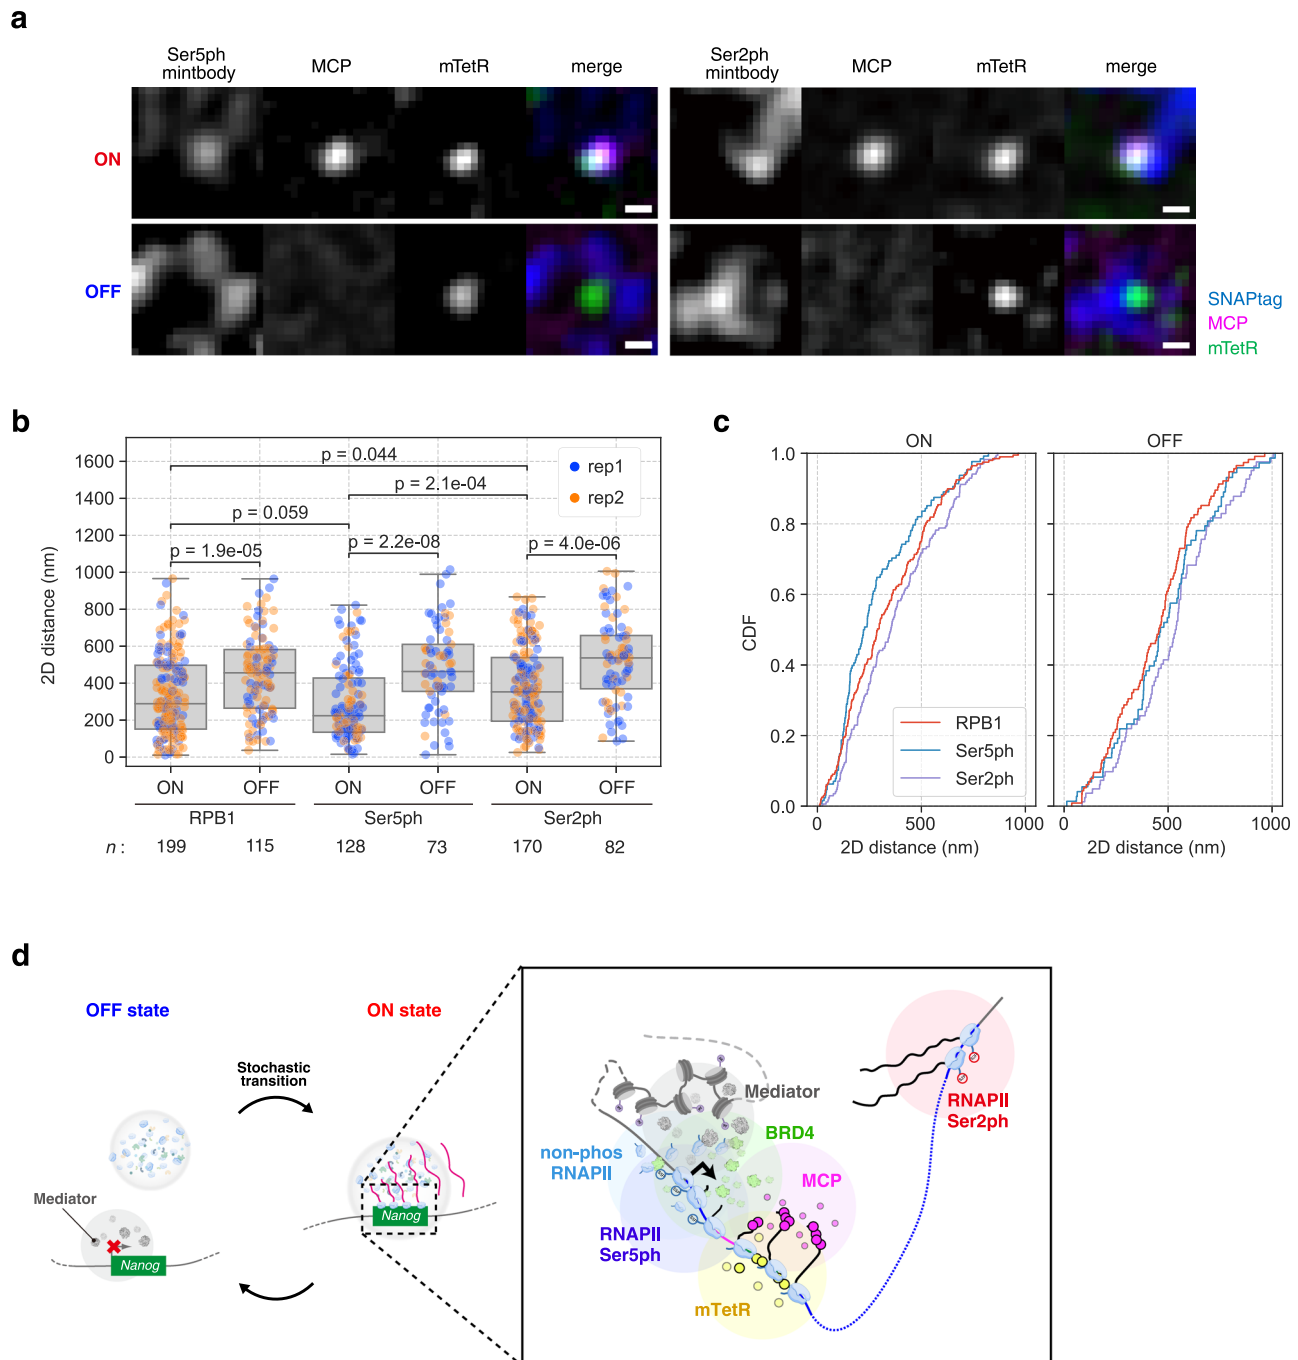 a
Ser5ph
mintbody
MCP
mTetR
merge
Ser2ph
mintbody
MCP
mTetR
merge
ON
OFF
SNAPtag
MCP
mTetR
b
2D distance (nm)
1600
1400
1200
1000
800
600
400
200
0
p = 0.044
p = 2.1e-04
p = 0.059
p = 1.9e-05
p = 2.2e-08
p = 4.0e-06
rep1
rep2
ON
OFF
ON
OFF
ON
OFF
RPB1
Ser5ph
Ser2ph
n :
199
115
128
73
170
82
c
ON
OFF
CDF
1.0
0.8
0.6
0.4
0.2
0.0
RPB1
Ser5ph
Ser2ph
0
500
1000
0
500
1000
2D distance (nm)
2D distance (nm)
d
OFF state
ON state
Stochastic
transition
Mediator
Nanog
Nanog
Mediator
BRD4
non-phos
RNAPII
MCP
RNAPII
Ser5ph
mTetR
RNAPII
Ser2ph